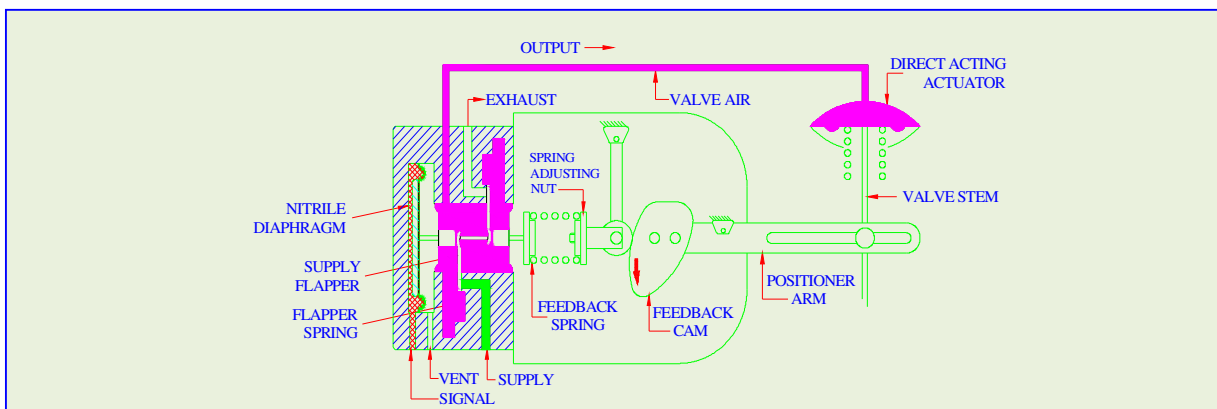 OUTPUT
DIRECT ACTING
ACTUATOR
EXHAUST
VALVE AIR
SPRING
ADJUSTING
NUT
NITRILE
DIAPHRAGM
VALVE STEM
SUPPLY
FLAPPER
FLAPPER
SPRING
FEEDBACK
SPRING
FEEDBACK
CAM
POSITIONER
ARM
VENT
SUPPLY
SIGNAL